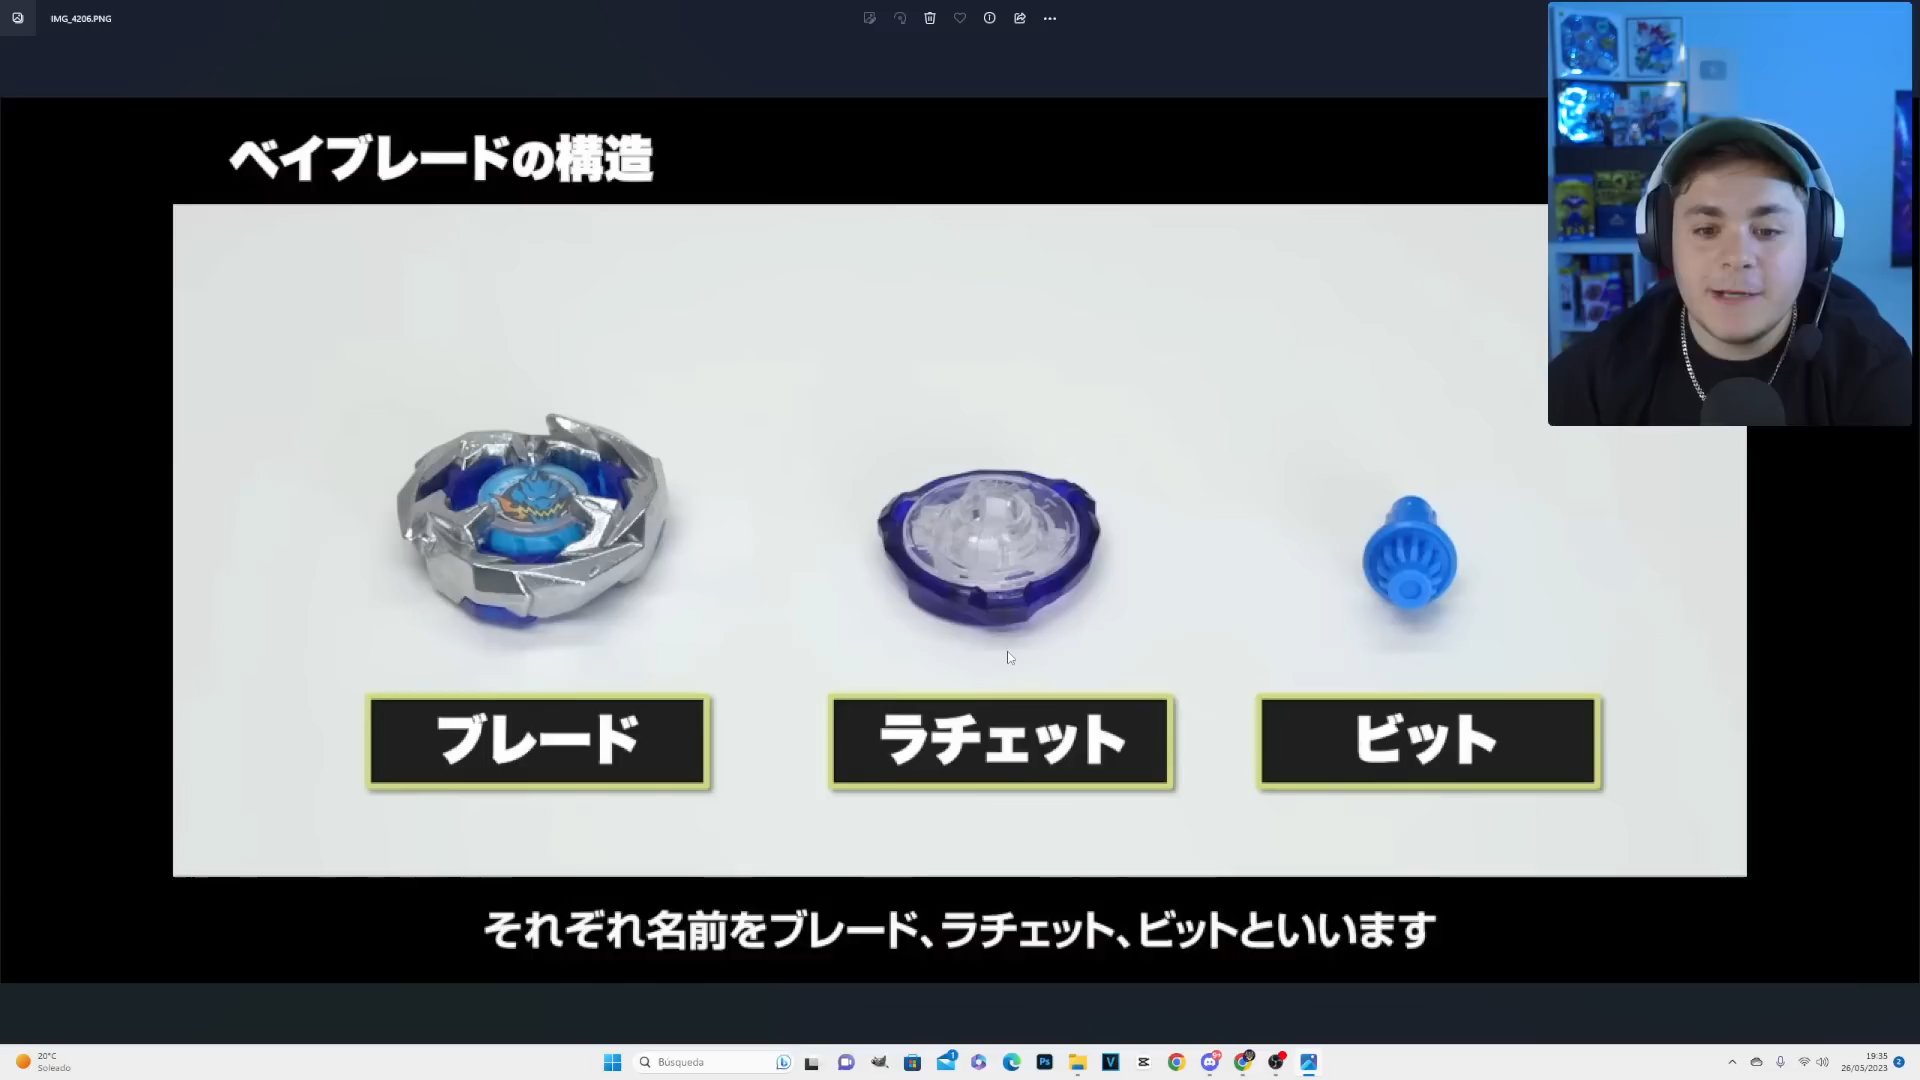 IMG_4206.PNG
ベイブレードの構造
ブレード
ラチェット
ビット
それぞれ名前をブレード、ラチェット、ビットといいます
20°C
Soleado
Búsqueda
19:35
26/05/2023